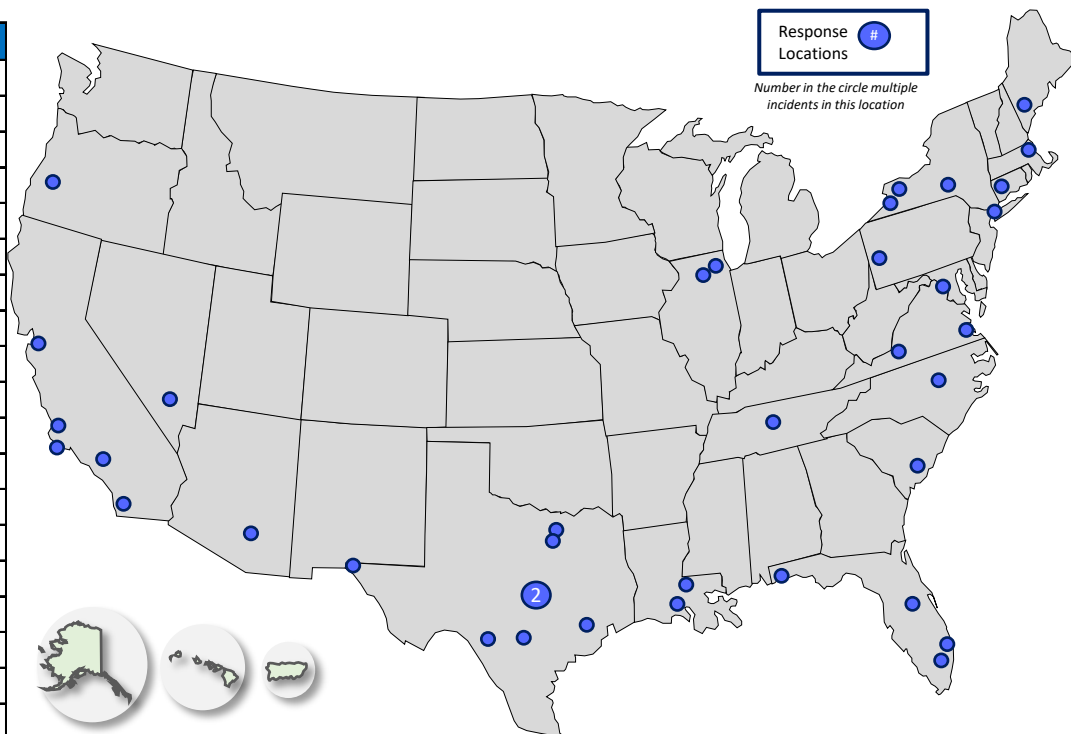 Response
Locations
#
Number in the circle multiple
incidents in this location
2